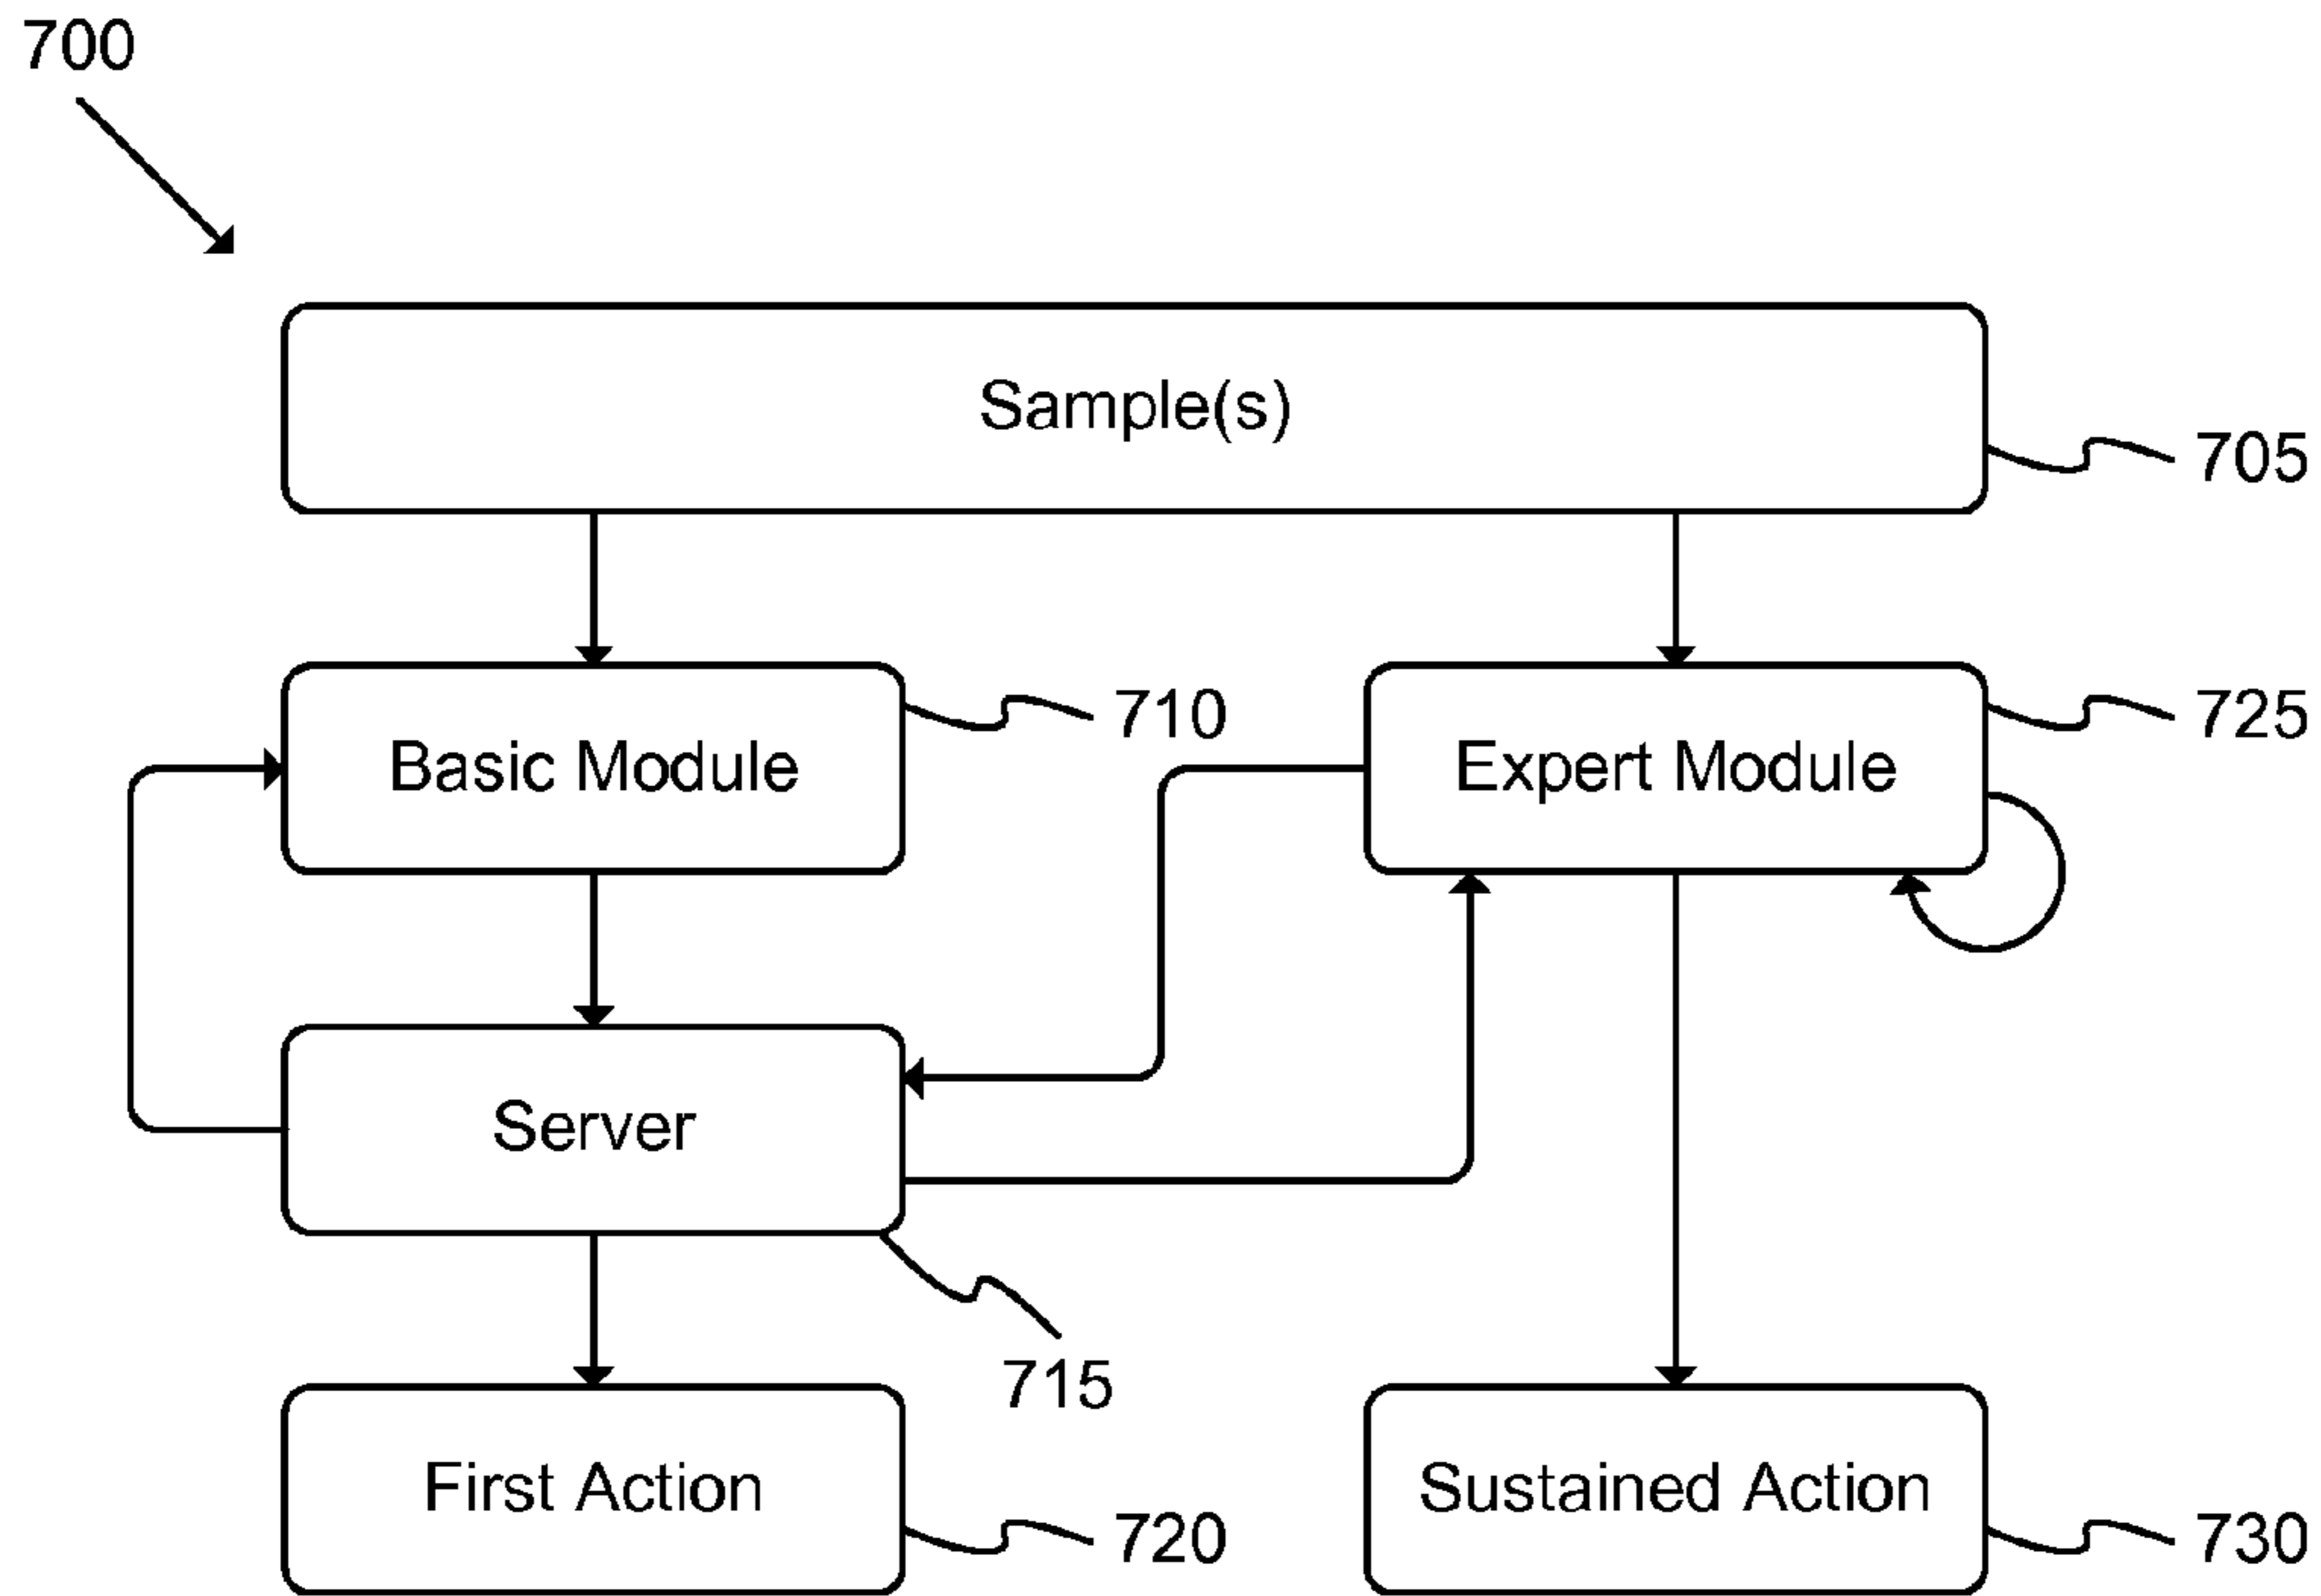 700
Sample(s)
705
Basic Module
710
Expert Module
725
Server
715
First Action
720
Sustained Action
730